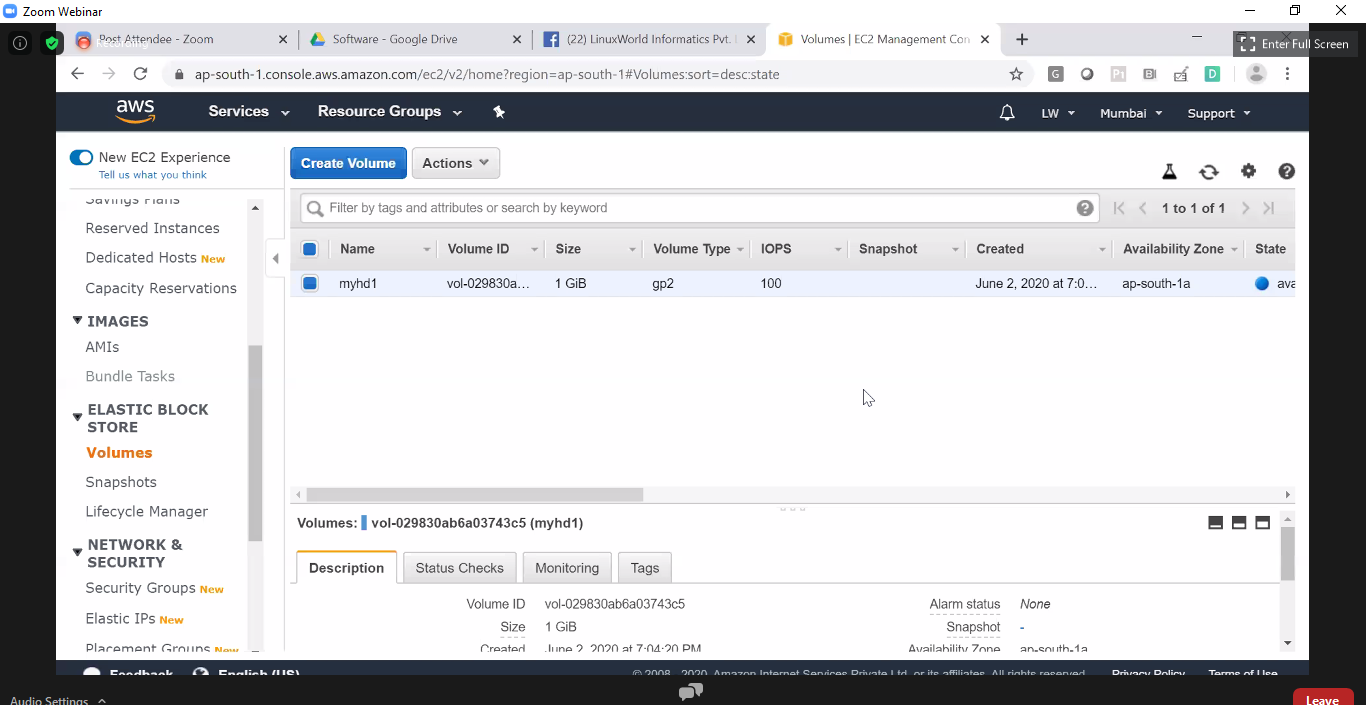 Zoom Webinar
Post Attendee - Zoom
Software - Google Drive
(22) LinuxWorld Informatics Pvt.
Volumes | EC2 Management Con
Recording
Enter Full Screen
ap-south-1.console.aws.amazon.com/ec2/v2/home?region=ap-south-1#Volumes:sort=desc:state
aws
Services
Resource Groups
LW
Mumbai
Support
New EC2 Experience
Tell us what you think
Create Volume
Actions
Savings Plans
Filter by tags and attributes or search by keyword
1 to 1 of 1
Reserved Instances
Name Volume ID Size Volume Type IOPS Snapshot Created Availability Zone State
Dedicated Hosts New
myhd1 vol-029830a... 1 GiB gp2 100 June 2, 2020 at 7:0... ap-south-1a ava
Capacity Reservations
IMAGES
AMIs
Bundle Tasks
ELASTIC BLOCK
STORE
Volumes
Snapshots
Lifecycle Manager
NETWORK &
SECURITY
Security Groups New
Elastic IPs New
Placement Groups New
Volumes: vol-029830ab6a03743c5 (myhd1)
Description Status Checks Monitoring Tags
Volume ID vol-029830ab6a03743c5 Alarm status None
Size 1 GiB Snapshot -
Created June 2, 2020 at 7:04:20 PM Availability Zone ap-south-1a
Feedback English (US) © 2008 - 2020, Amazon Internet Services Private Ltd. or its affiliates. All rights reserved. Privacy Policy Terms of Use
Audio Settings
Leave